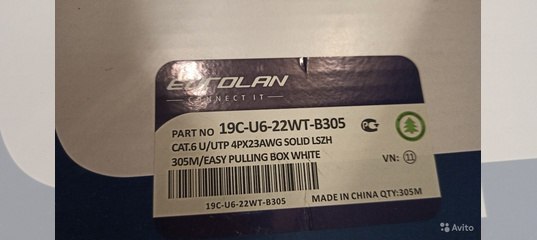 EUROLAN
CONNECT IT
PART NO 19C-U6-22WT-B305
CAT.6 U/UTP 4PX23AWG SOLID LSZH
305M/EASY PULLING BOX WHITE
VN: 11
19C-U6-22WT-B305
MADE IN CHINA QTY:305M
Avito